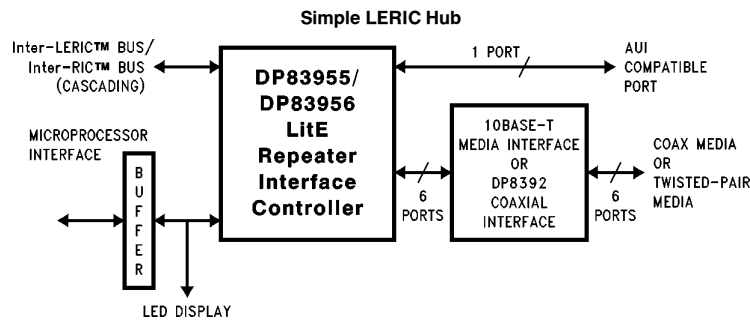 Simple LERIC Hub
Inter-LERIC™ BUS/
Inter-RIC™ BUS
(CASCADING)
DP83955/
DP83956
LitE
Repeater
Interface
Controller
1 PORT
AUI
COMPATIBLE
PORT
MICROPROCESSOR
INTERFACE
BUFFER
10BASE-T
MEDIA INTERFACE
OR
DP8392
COAXIAL
INTERFACE
6
PORTS
6
PORTS
COAX MEDIA
OR
TWISTED-PAIR
MEDIA
LED DISPLAY